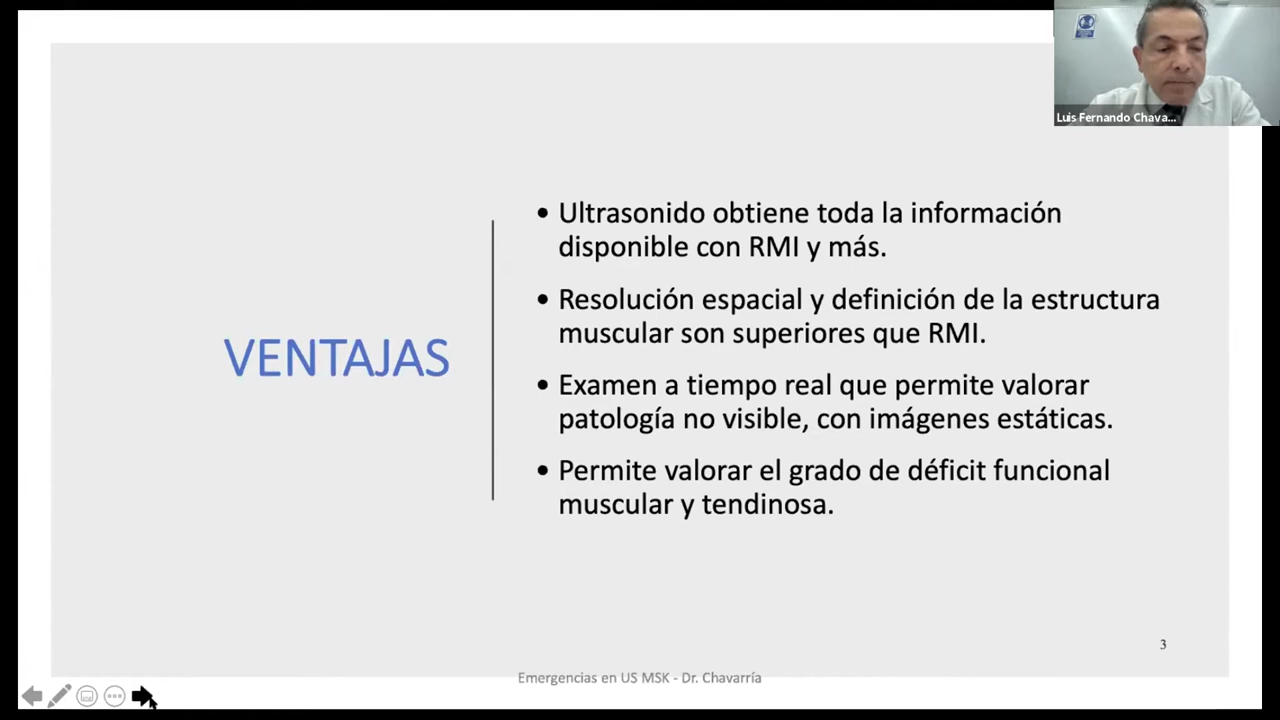 Luis Fernando Chava...
VENTAJAS
• Ultrasonido obtiene toda la información
disponible con RMI y más.
• Resolución espacial y definición de la estructura
muscular son superiores que RMI.
• Examen a tiempo real que permite valorar
patología no visible, con imágenes estáticas.
• Permite valorar el grado de déficit funcional
muscular y tendinosa.
3
Emergencias en US MSK - Dr. Chavarría